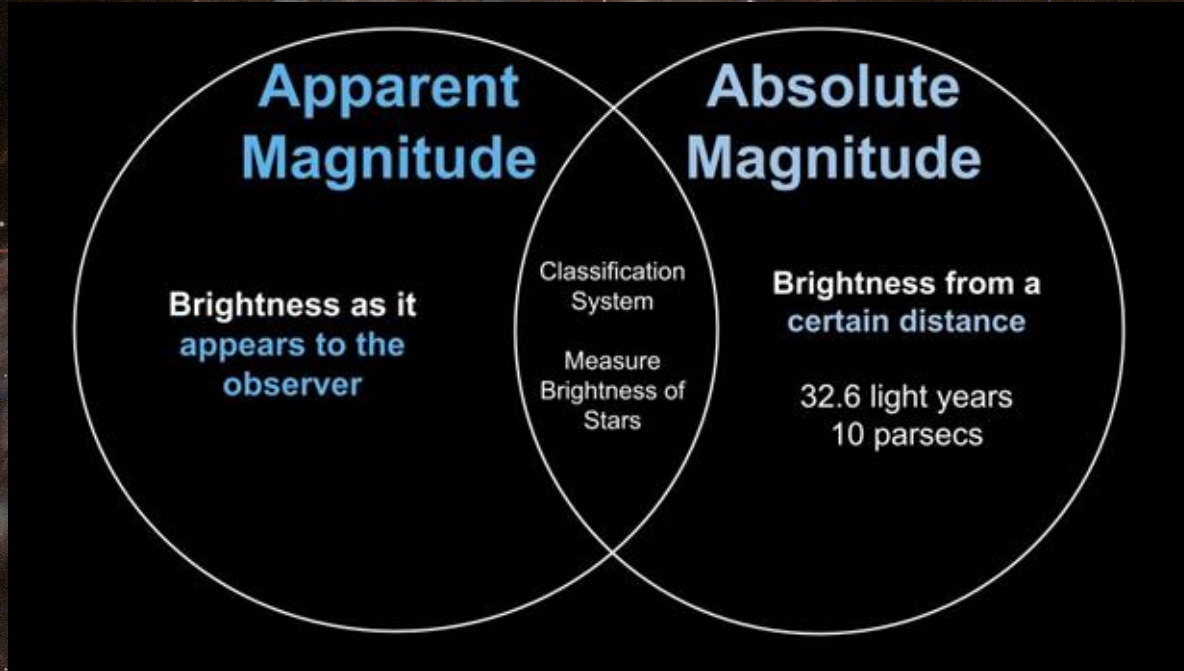 Apparent
Magnitude
Absolute
Magnitude
Brightness as it
appears to the
observer
Classification
System
Measure
Brightness of
Stars
Brightness from a
certain distance
32.6 light years
10 parsecs